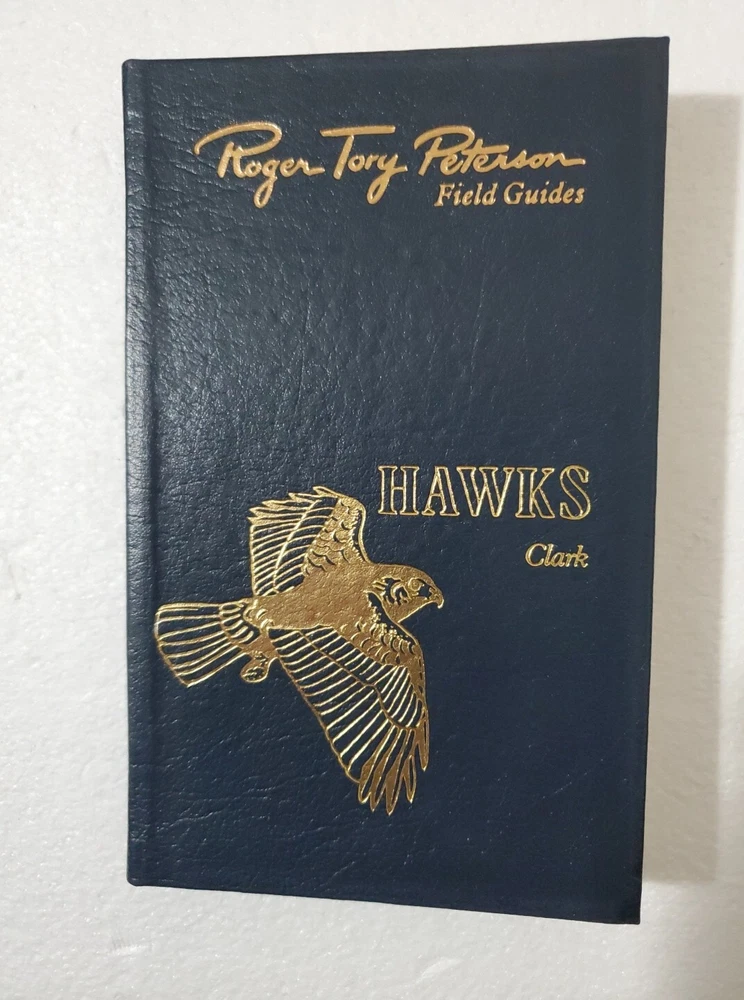 Roger Tory Peterson
Field Guides
HAWKS
Clark